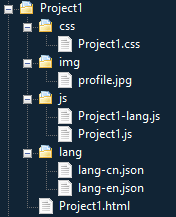 Project1
css
Project1.css
img
profile.jpg
js
Project1-lang.js
Project1.js
lang
lang-cn.json
lang-en.json
Project1.html